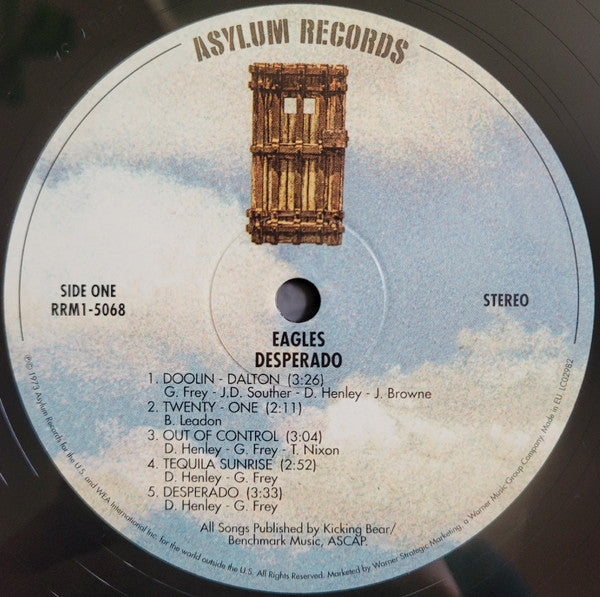 ASYLUM RECORDS
SIDE ONE
RRM1-5068
STEREO
EAGLES
DESPERADO
1. DOOLIN - DALTON (3:26)
G. Frey - J.D. Souther - D. Henley - J. Browne
2. TWENTY - ONE (2:11)
B. Leadon
3. OUT OF CONTROL (3:04)
D. Henley - G. Frey - T. Nixon
4. TEQUILA SUNRISE (2:52)
D. Henley - G. Frey
5. DESPERADO (3:33)
D. Henley - G. Frey
All Songs Published by Kicking Bear/
Benchmark Music, ASCAP.
℗© 1973 Asylum Records for the U.S. and WEA International Inc. for the world outside the U.S. All Rights Reserved. Marketed by Warner Strategic Marketing, a Warner Music Group Company. Made in EU. LC02982